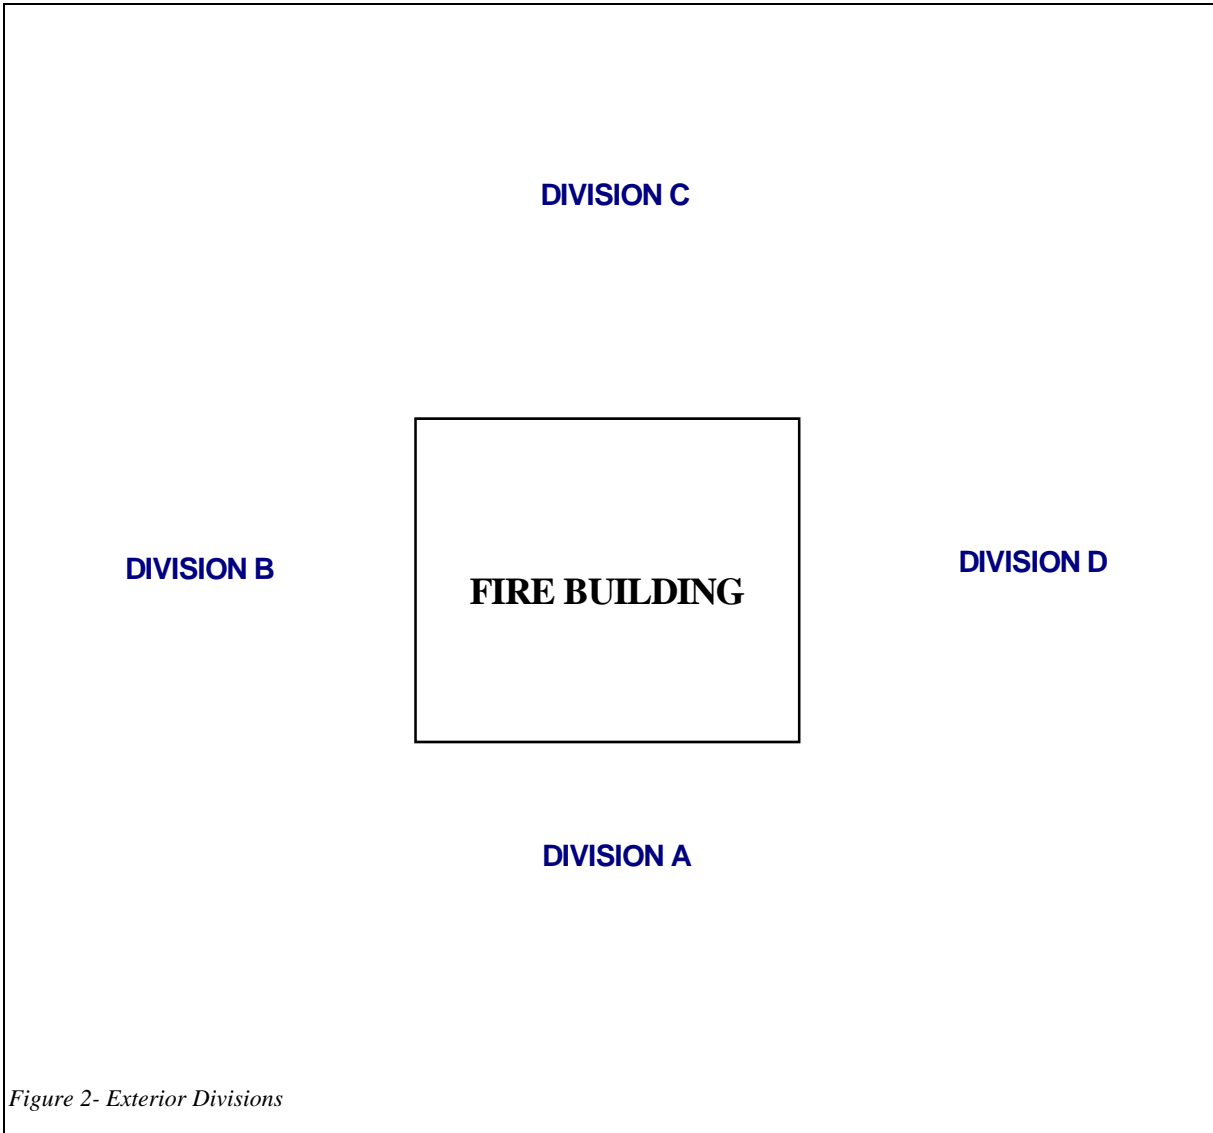 DIVISION C
DIVISION B
FIRE BUILDING
DIVISION D
DIVISION A
Figure 2- Exterior Divisions